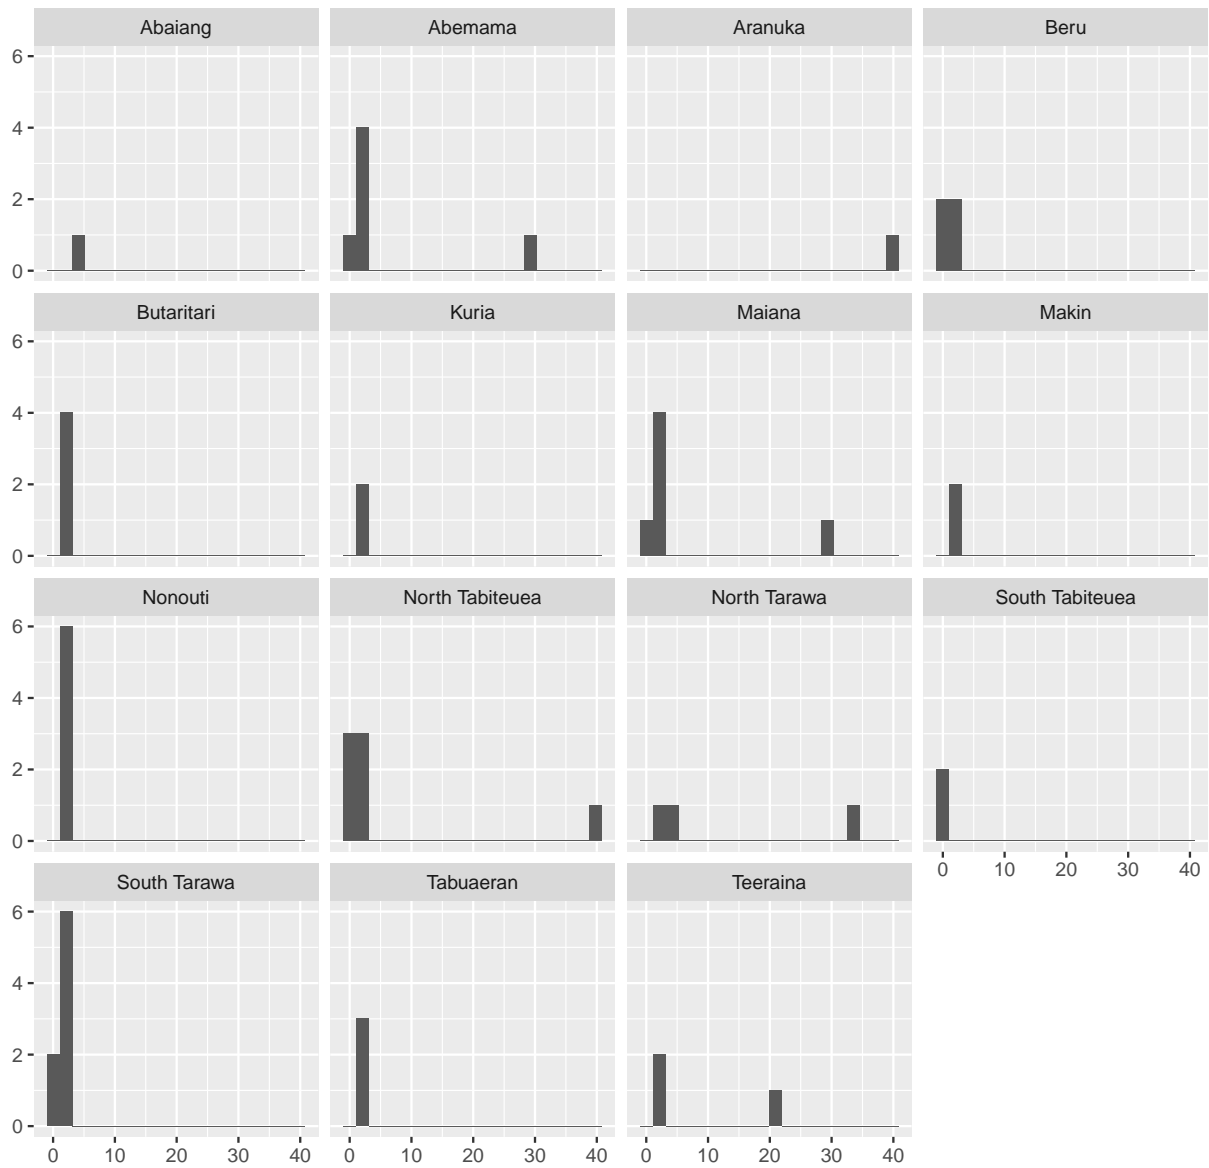 Abaiang Abemama Aranuka Beru
6
4
2
0
Butaritari Kuria Maiana Makin
6
4
2
0
Nonouti North Tabiteuea North Tarawa South Tabiteuea
6
4
2
0
0 10 20 30 40
South Tarawa Tabuaeran Teeraina
6
4
2
0
0 10 20 30 40 0 10 20 30 40 0 10 20 30 40